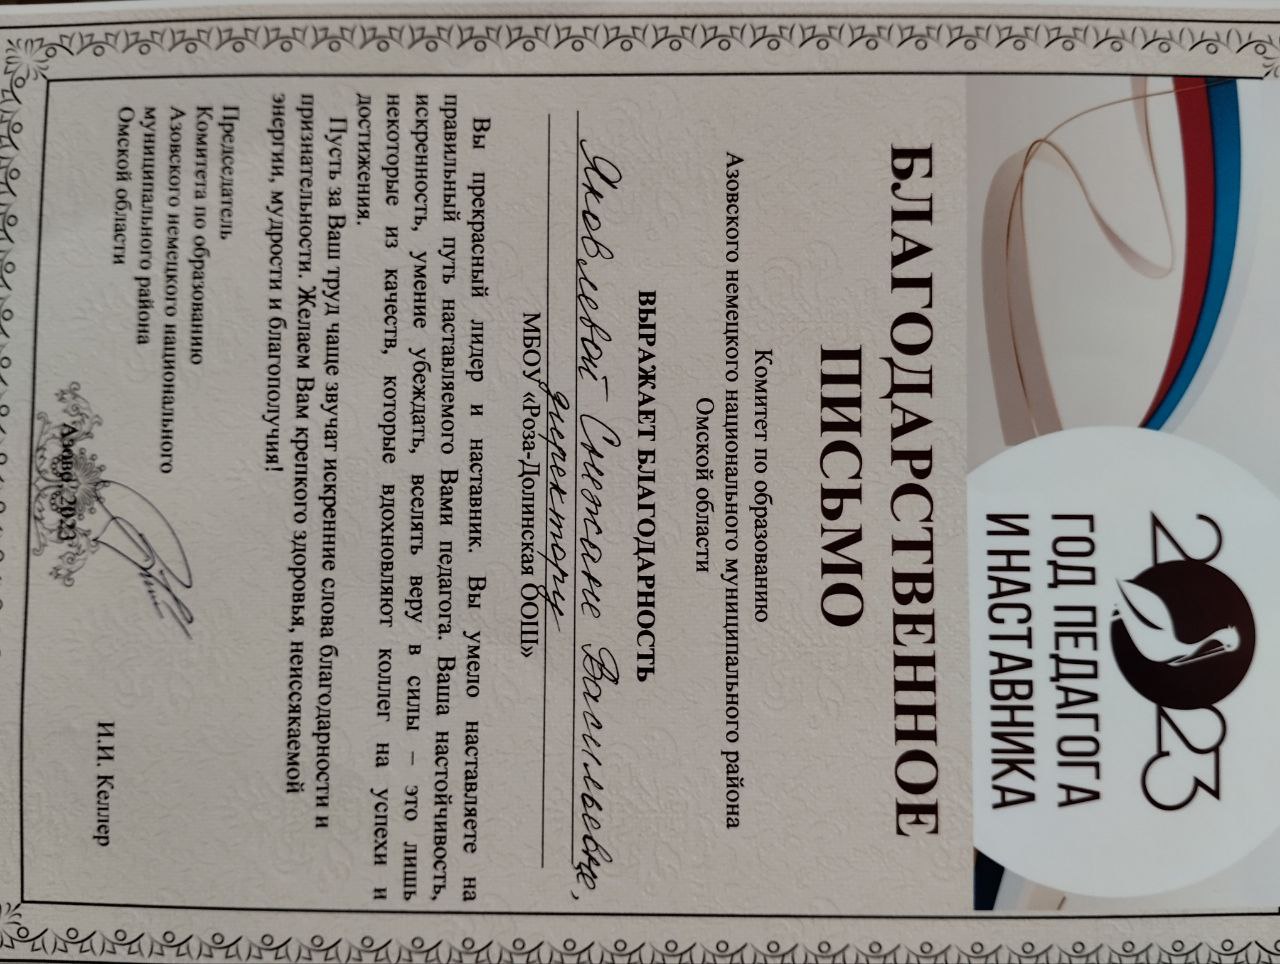 2023
ГОД ПЕДАГОГА
И НАСТАВНИКА
БЛАГОДАРСТВЕННОЕ
ПИСЬМО
Комитет по образованию
Азовского немецкого национального муниципального района
Омской области
ВЫРАЖАЕТ БЛАГОДАРНОСТЬ
Яковлевой Снежане Васильевне,
директору
МБОУ «Роза-Долинская ООШ»
Вы прекрасный лидер и наставник. Вы умело наставляете на
правильный путь наставляемого Вами педагога. Ваша настойчивость,
искренность, умение убеждать, вселять веру в силы – это лишь
некоторые из качеств, которые вдохновляют коллег на успехи и
достижения.
Пусть за Ваш труд чаще звучат искренние слова благодарности и
признательности. Желаем Вам крепкого здоровья, неиссякаемой
энергии, мудрости и благополучия!
Председатель
Комитета по образованию
Азовского немецкого национального
муниципального района
Омской области
И.И. Келлер
Азово 2023